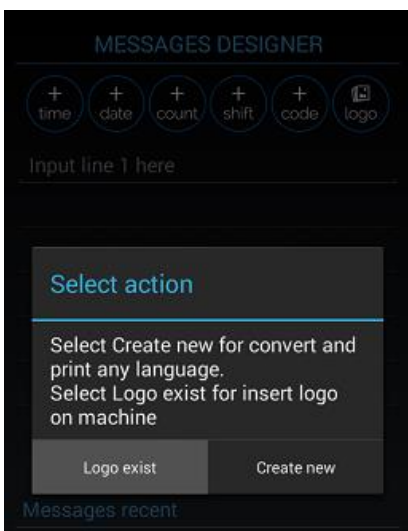 MESSAGES DESIGNER
+ + + + +
time date count shift code logo
Input line 1 here
Select action
Select Create new for convert and
print any language.
Select Logo exist for insert logo
on machine
Logo exist Create new
Messages recent